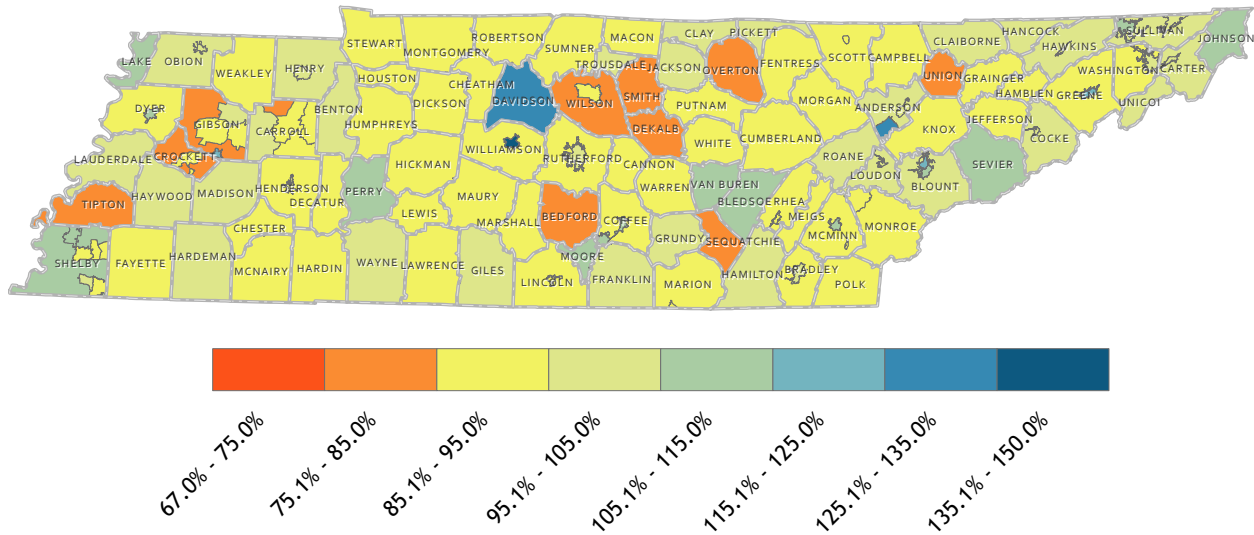 STEWART
ROBERTSON
MONTGOMERY
SUMNER
MACON
CLAY
PICKETT
LAKE
OBION
WEAKLEY
HENRY
HOUSTON
CHEATHAM
TROUSDALE
JACKSON
OVERTON
FENTRESS
SCOTT
CAMPBELL
CLAIBORNE
HANCOCK
HAWKINS
SULLIVAN
JOHNSON
DYER
GIBSON
CARROLL
BENTON
HUMPHREYS
DICKSON
DAVIDSON
WILSON
SMITH
PUTNAM
MORGAN
ANDERSON
UNION
GRAINGER
HAMBLEN
GREENE
WASHINGTON
CARTER
UNICOI
LAUDERDALE
CROCKETT
HICKMAN
WILLIAMSON
RUTHERFORD
CANNON
DEKALB
WHITE
CUMBERLAND
ROANE
KNOX
JEFFERSON
COCKE
TIPTON
HAYWOOD
MADISON
HENDERSON
DECATUR
PERRY
LEWIS
MAURY
MARSHALL
BEDFORD
COFFEE
WARREN
VAN BUREN
BLEDSOE
RHEA
MEIGS
LOUDON
BLOUNT
SEVIER
SHELBY
FAYETTE
HARDEMAN
CHESTER
MCNAIRY
HARDIN
WAYNE
LAWRENCE
GILES
LINCOLN
MOORE
FRANKLIN
GRUNDY
SEQUATCHIE
MARION
HAMILTON
BRADLEY
MCMINN
MONROE
POLK
67.0% - 75.0%
75.1% - 85.0%
85.1% - 95.0%
95.1% - 105.0%
105.1% - 115.0%
115.1% - 125.0%
125.1% - 135.0%
135.1% - 150.0%